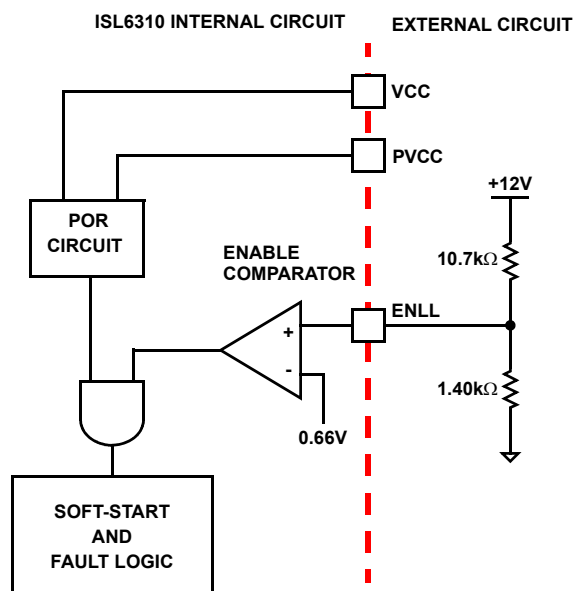 ISL6310 INTERNAL CIRCUIT
EXTERNAL CIRCUIT
VCC
PVCC
+12V
POR
CIRCUIT
10.7kΩ
ENABLE
COMPARATOR
ENLL
+
-
1.40kΩ
0.66V
SOFT-START
AND
FAULT LOGIC